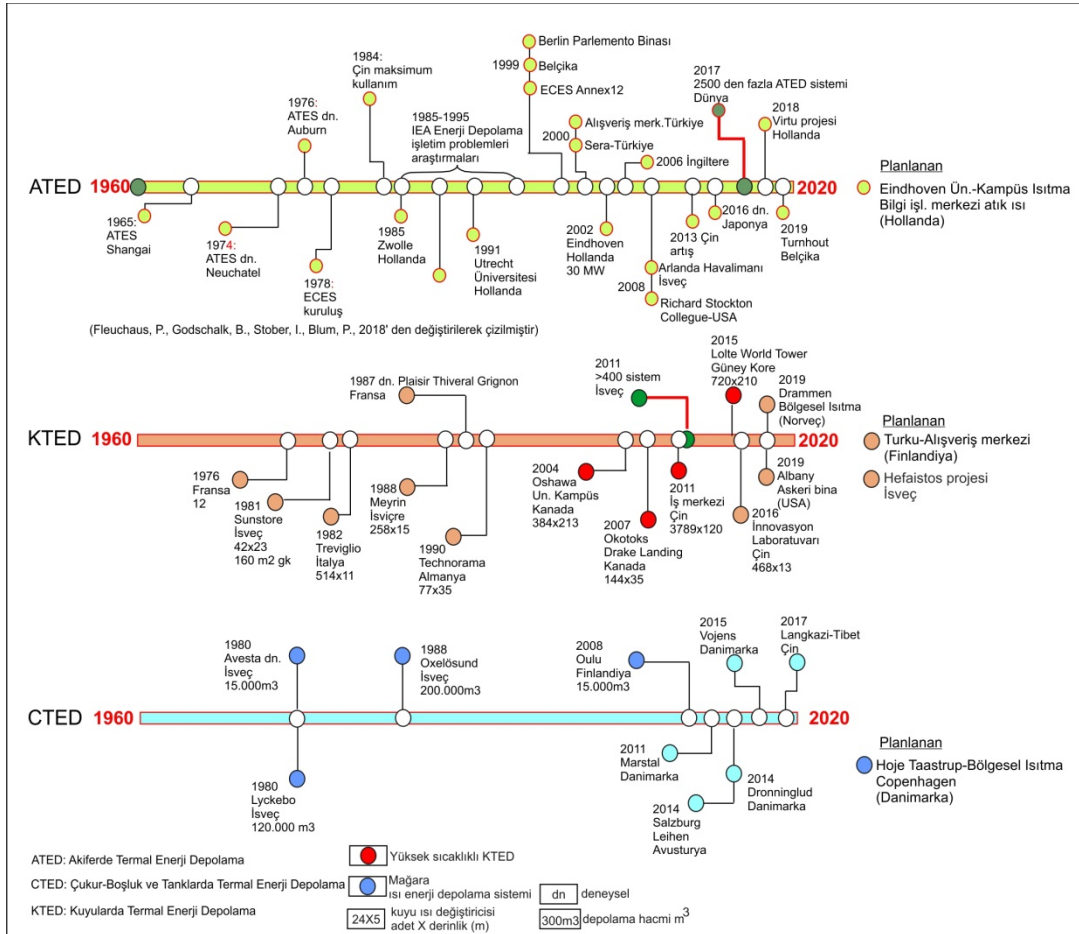 Berlin Parlemento Binası
1999
Belçika
ECES Annex12
1984:
Çin maksimum
kullanım
1976:
ATES dn.
Auburn
1985-1995
IEA Enerji Depolama
işletim problemleri
araştırmaları
Alışveriş merk.Türkiye
2000
Sera-Türkiye
2006 İngiltere
2017
2500 den fazla ATED sistemi
Dünya
2018
Virtu projesi
Hollanda
ATED 1960
2020
Planlanan
Eindhoven Ün.-Kampüs Isıtma
Bilgi işl. merkezi atık ısı
(Hollanda)
1965:
ATES
Shangai
1974:
ATES dn.
Neuchatel
1978:
ECES
kuruluş
1985
Zwolle
Hollanda
1991
Utrecht
Üniversitesi
Hollanda
2002
Eindhoven
Hollanda
30 MW
Arlanda Havalimanı
İsveç
2008
Richard Stockton
Collegue-USA
2013 Çin
artış
2016 dn.
Japonya
2019
Turnhout
Belçika
(Fleuchaus, P., Godschalk, B., Stober, I., Blum, P., 2018' den değiştirilerek çizilmiştir)
1987 dn. Plaisir Thiveral Grignon
Fransa
2011
>400 sistem
İsveç
2015
Lolte World Tower
Güney Kore
720x210
2019
Drammen
Bölgesel Isıtma
(Norveç)
KTED 1960
2020
Planlanan
Turku-Alışveriş merkezi
(Finlandiya)
Hefaistos projesi
İsveç
1976
Fransa
12
1981
Sunstore
İsveç
42x23
160 m2 gk
1982
Treviglio
İtalya
514x11
1988
Meyrin
İsviçre
258x15
1990
Technorama
Almanya
77x35
2004
Oshawa
Un. Kampüs
Kanada
384x213
2007
Okotoks
Drake Landing
Kanada
144x35
2011
İş merkezi
Çin
3789x120
2016
İnnovasyon
Laboratuvarı
Çin
468x13
2019
Albany
Askeri bina
(USA)
1980
Avesta dn.
İsveç
15.000m3
1988
Oxelösund
İsveç
200.000m3
2008
Oulu
Finlandiya
15.000m3
2015
Vojens
Danimarka
2017
Langkazi-Tibet
Çin
CTED 1960
2020
Planlanan
Hoje Taastrup-Bölgesel Isıtma
Copenhagen
(Danimarka)
1980
Lyckebo
İsveç
120.000 m3
2011
Marstal
Danimarka
2014
Salzburg
Leihen
Avusturya
2014
Dronninglud
Danimarka
ATED: Akiferde Termal Enerji Depolama
CTED: Çukur-Boşluk ve Tanklarda Termal Enerji Depolama
KTED: Kuyularda Termal Enerji Depolama
Yüksek sıcaklıklı KTED
Mağara
ısı enerji depolama sistemi
24X5 kuyu ısı değiştiricisi
adet X derinlik (m)
dn deneysel
300m3 depolama hacmi m³